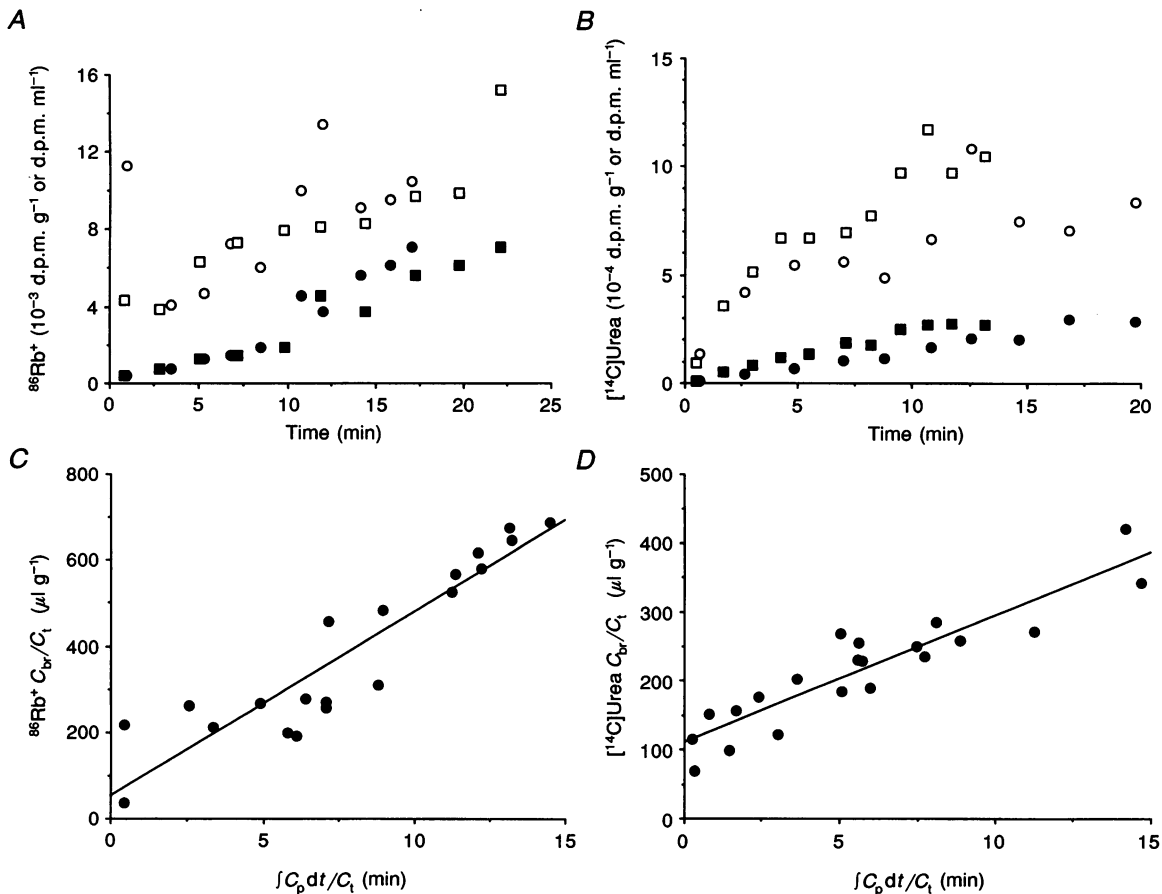 A
⁸⁶Rb⁺ (10⁻³ d.p.m. g⁻¹ or d.p.m. ml⁻¹)
16
12
8
4
0
0 5 10 15 20 25
Time (min)
B
[¹⁴C]Urea (10⁻⁴ d.p.m. g⁻¹ or d.p.m. ml⁻¹)
15
10
5
0
0 5 10 15 20
Time (min)
C
⁸⁶Rb⁺ C_br/C_t (µl g⁻¹)
800
600
400
200
0
0 5 10 15
∫C_p dt/C_t (min)
D
[¹⁴C]Urea C_br/C_t (µl g⁻¹)
500
400
300
200
100
0
0 5 10 15
∫C_p dt/C_t (min)